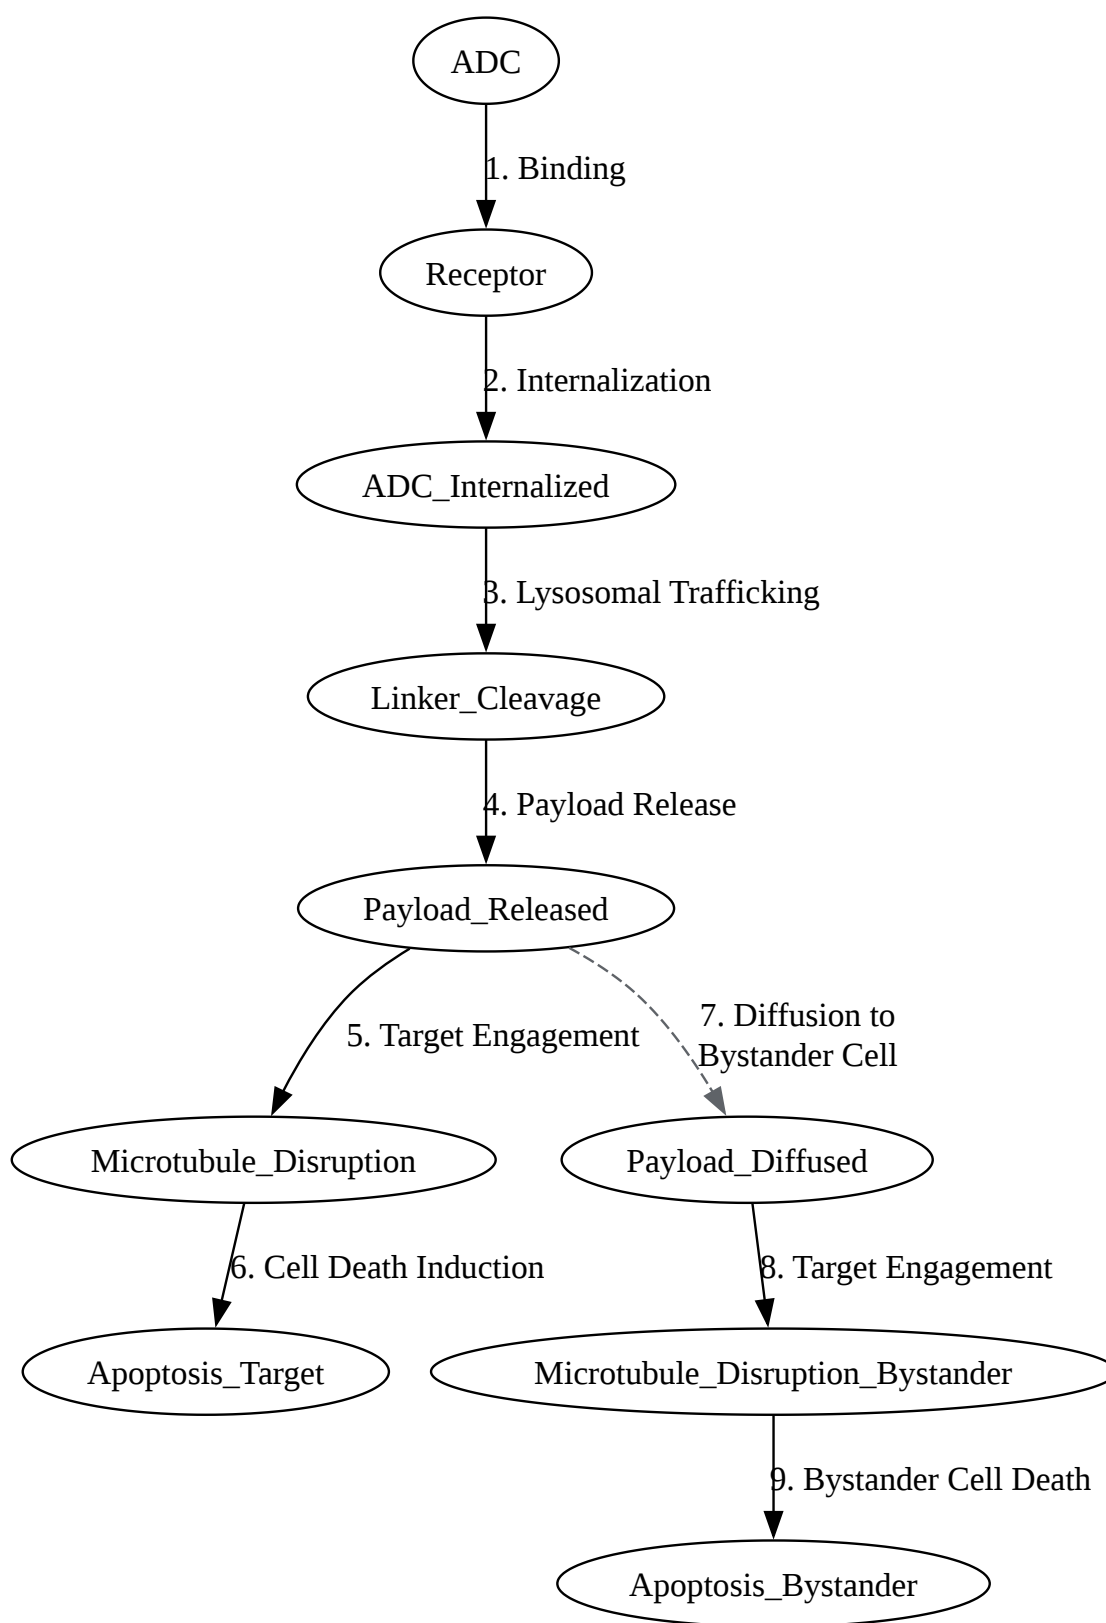 ADC
1. Binding
Receptor
2. Internalization
ADC_Internalized
3. Lysosomal Trafficking
Linker_Cleavage
4. Payload Release
Payload_Released
5. Target Engagement
7. Diffusion to
Bystander Cell
Microtubule_Disruption
Payload_Diffused
6. Cell Death Induction
8. Target Engagement
Apoptosis_Target
Microtubule_Disruption_Bystander
9. Bystander Cell Death
Apoptosis_Bystander